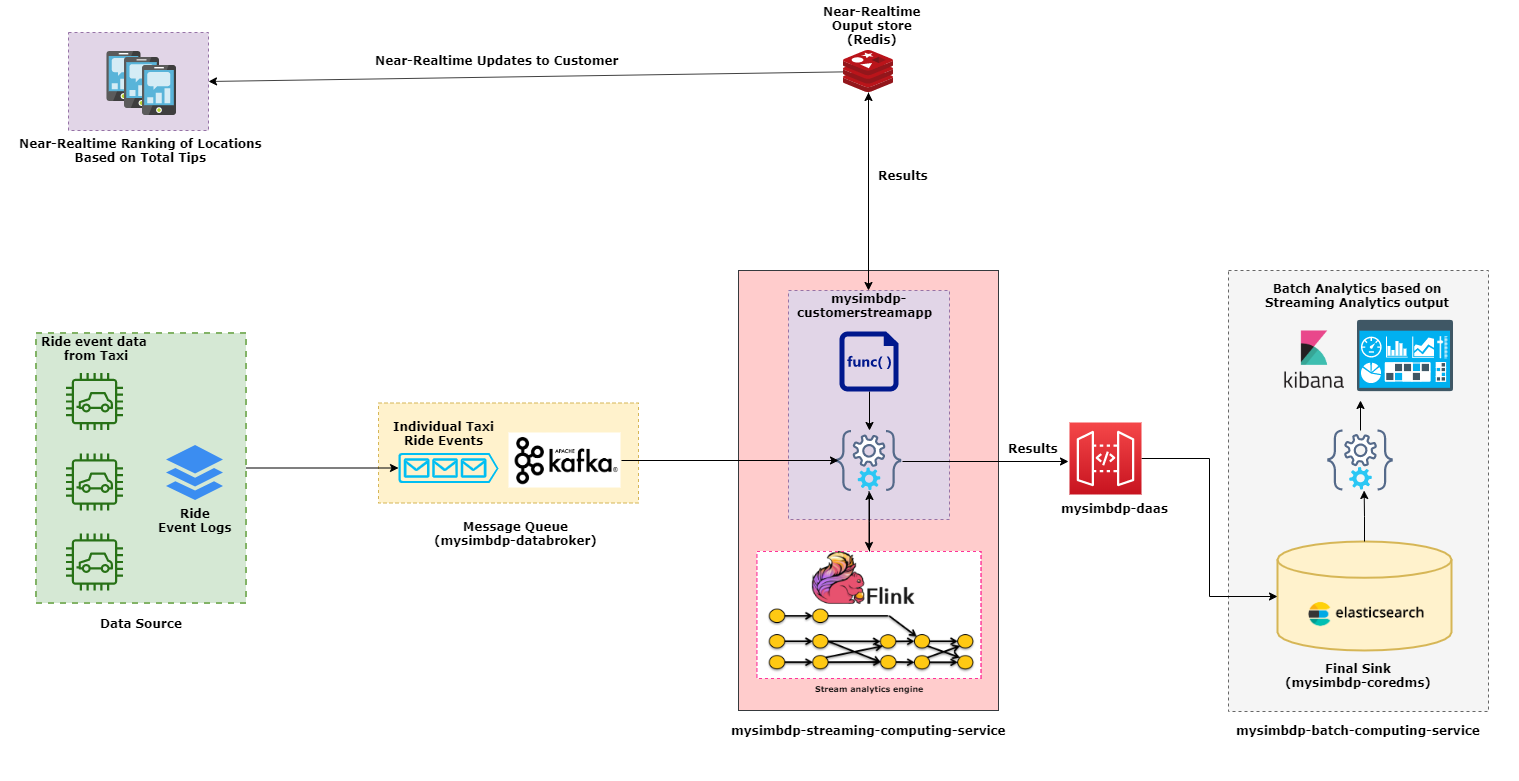 Near-Realtime
Ouput store
(Redis)
Near-Realtime Updates to Customer
Near-Realtime Ranking of Locations
Based on Total Tips
Results
mysimbdp-
customerstreamapp
func( )
Batch Analytics based on
Streaming Analytics output
kibana
Ride event data
from Taxi
Ride
Event Logs
Data Source
Individual Taxi
Ride Events
APACHE
kafka®
Message Queue
(mysimbdp-databroker)
Results
</>
mysimbdp-daas
Flink
Stream analytics engine
mysimbdp-streaming-computing-service
elasticsearch
Final Sink
(mysimbdp-coredms)
mysimbdp-batch-computing-service